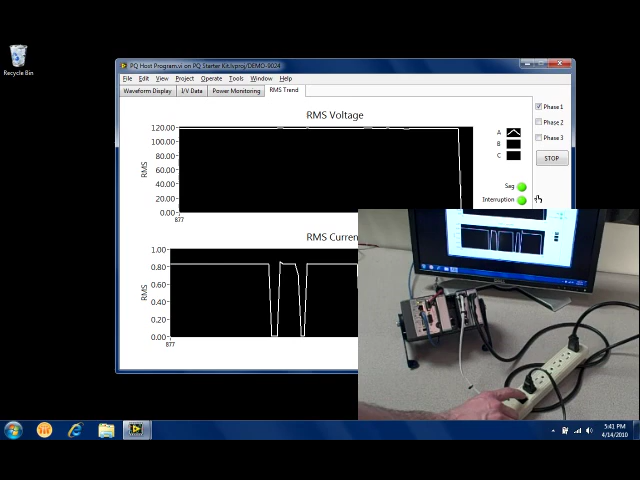 PQ Host Program.vi on PQ Starter Kit.lvproj/DEMO-9024
File Edit View Project Operate Tools Window Help
Waveform Display I/V Data Power Monitoring RMS Trend
Recycle Bin
RMS Voltage
RMS
120.00
100.00
80.00
60.00
40.00
20.00
0.00
877
A
B
C
Phase 1
Phase 2
Phase 3
STOP
Sag
Interruption
RMS Curren
RMS
1.00
0.80
0.60
0.40
0.20
0.00
877
5:41 PM
4/14/2010